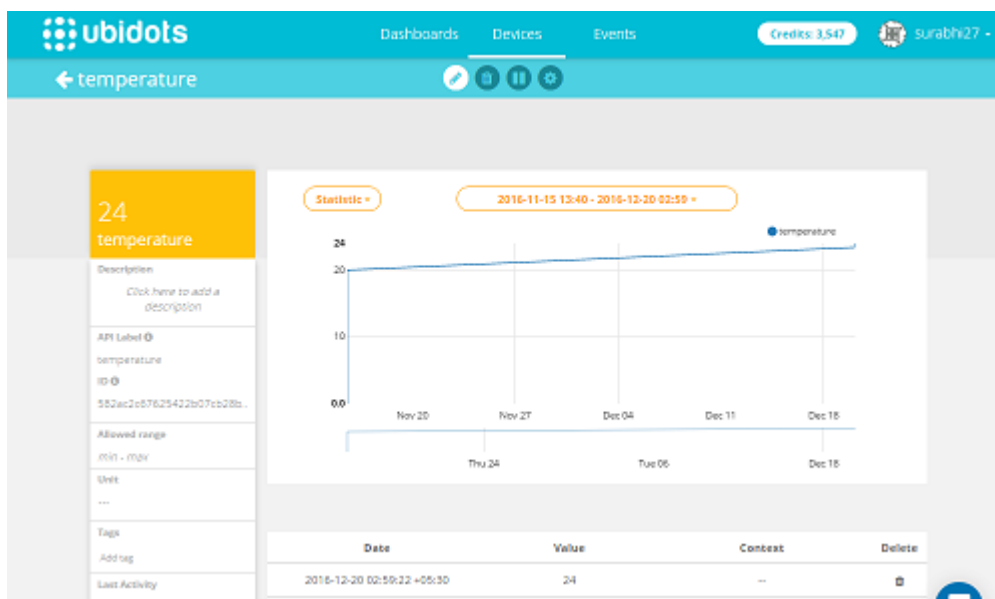 ubidots
Dashboards Devices Events Credits: 3,547 surabhi27
temperature
24
temperature
Description
Click here to add a
description
API Label
temperature
ID
Allowed range
min - max
Unit
---
Tags
Add tag
Last Activity
Statistic
2016-11-15 13:40 - 2016-12-20 02:59
temperature
24
20
10
0.0
Nov 20 Nov 27 Dec 04 Dec 11 Dec 18
Thu 24 Tue 06 Dec 18
Date Value Context Delete
2016-12-20 02:59:22 +05:30 24 --